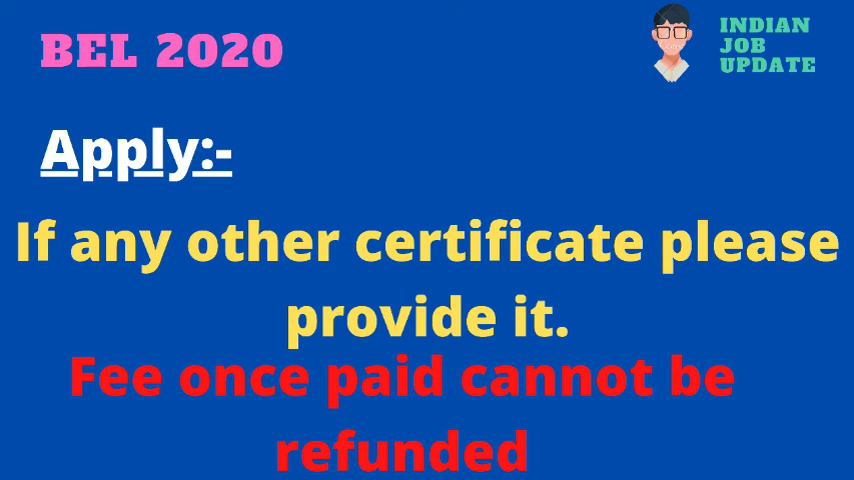 BEL 2020
INDIAN
JOB
UPDATE
Apply:-
If any other certificate please
provide it.
Fee once paid cannot be
refunded